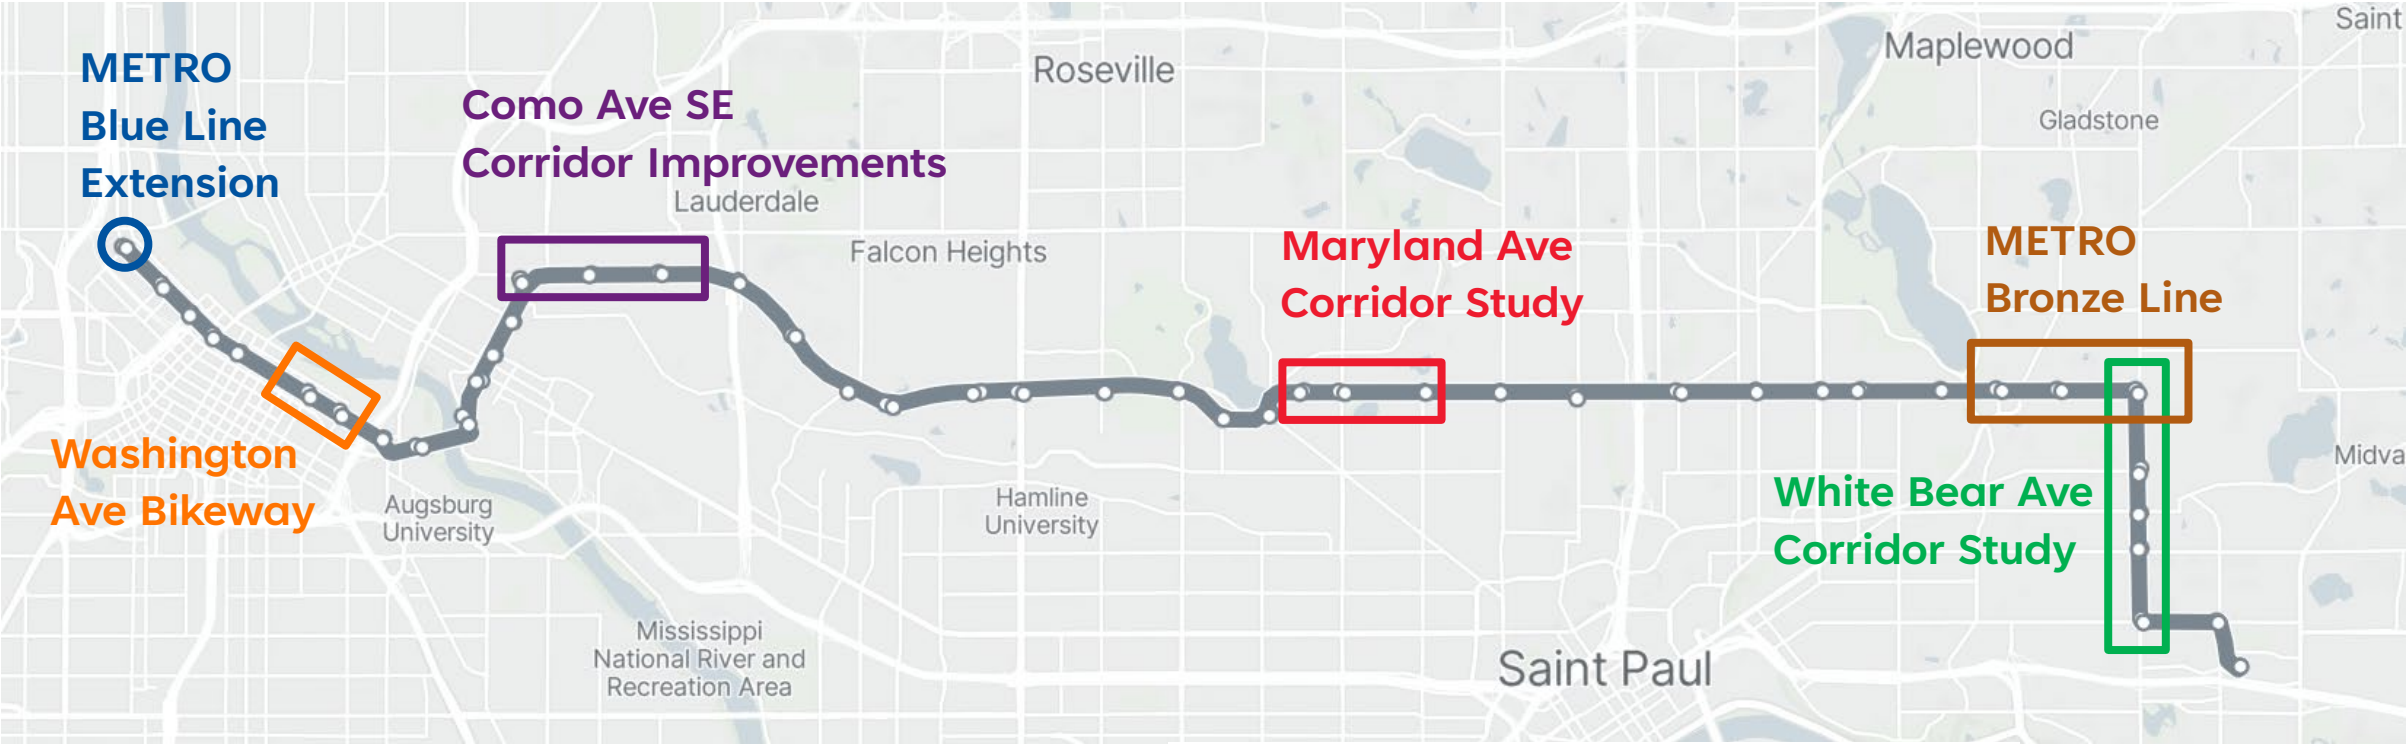 METRO
Blue Line
Extension
Como Ave SE
Corridor Improvements
Lauderdale
Roseville
Falcon Heights
Maplewood
Gladstone
Saint
Maryland Ave
Corridor Study
METRO
Bronze Line
Washington
Ave Bikeway
Augsburg
University
Hamline
University
White Bear Ave
Corridor Study
Midva
Mississippi
National River and
Recreation Area
Saint Paul